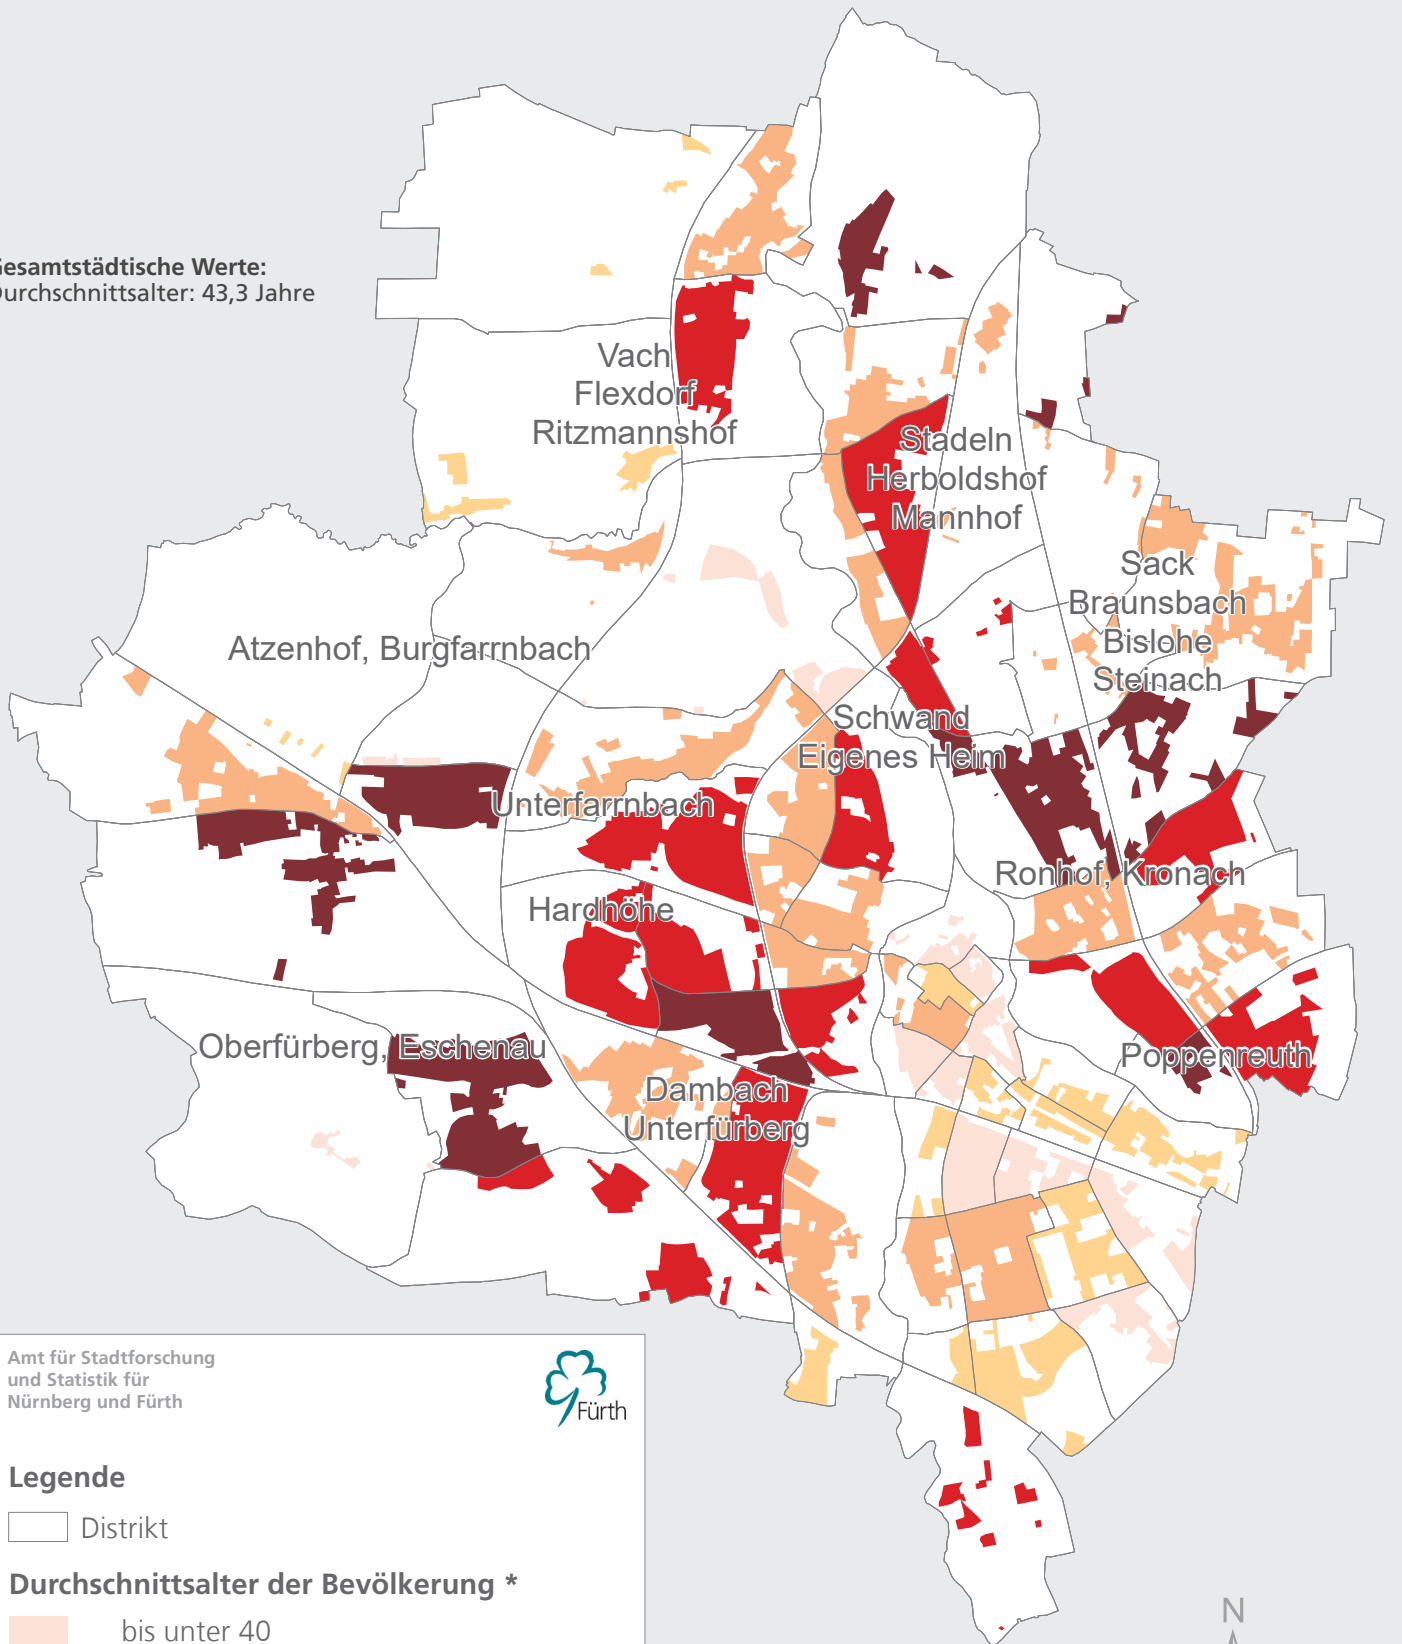 Gesamtstädtische Werte:
Durchschnittsalter: 43,3 Jahre
Vach
Flexdorf
Ritzmannshof
Stadeln
Herboldshof
Mannhof
Sack
Braunsbach
Bislohe
Steinach
Atzenhof, Burgfarrnbach
Schwand
Eigenes Heim
Unterfarrnbach
Ronhof, Kronach
Hardhöhe
Oberfürberg, Eschenau
Poppenreuth
Dambach
Unterfürberg
Amt für Stadtforschung
und Statistik für
Nürnberg und Fürth
Fürth
Legende
Distrikt
Durchschnittsalter der Bevölkerung *
bis unter 40
N